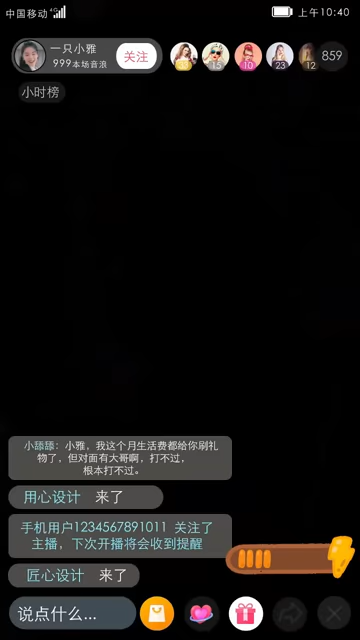 中国移动
上午10:40
一只小雅
999本场音浪
关注
33
15
10
23
12
859
小时榜
小舔舔：小雅，我这个月生活费都给你刷礼
物了，但对面有大哥啊，打不过，
根本打不过。
用心设计 来了
手机用户1234567891011 关注了
主播，下次开播将会收到提醒
匠心设计 来了
说点什么...